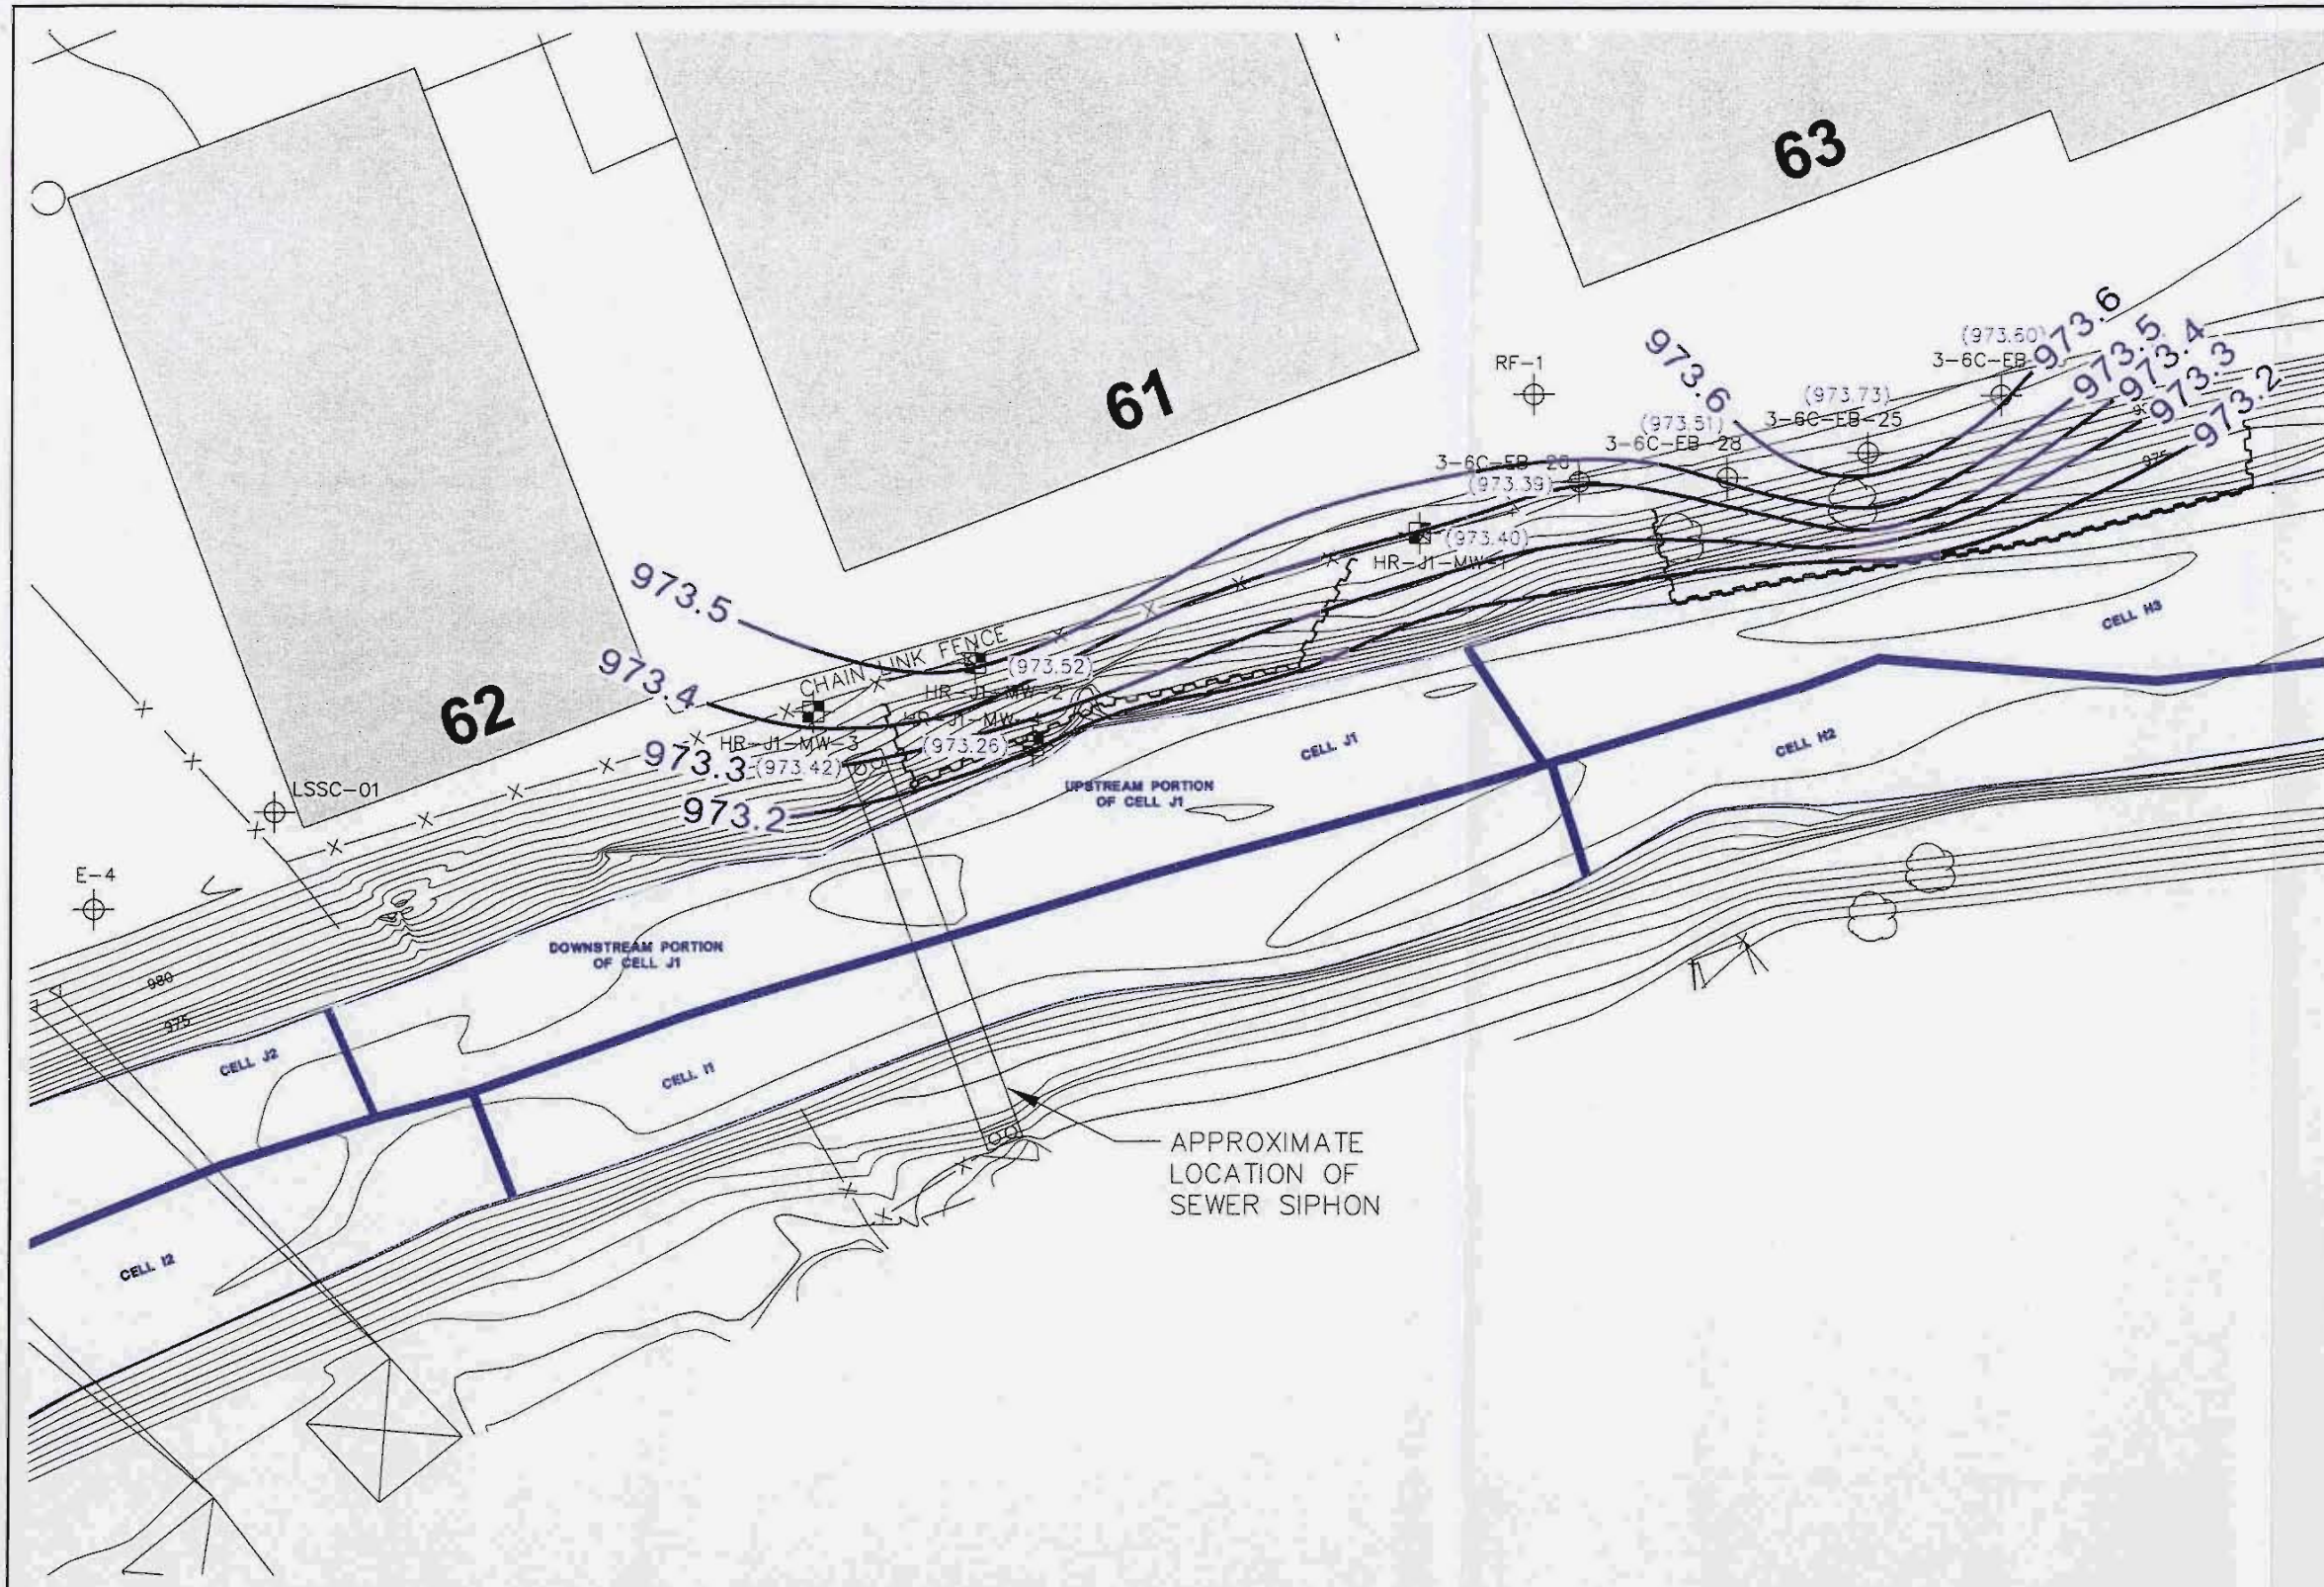 63
61
62
973.6
973.6
973.5
973.4
973.3
973.2
(973.60)
3-6C-EB-
RF-1
(973.73)
3-6C-EB-25
(973.51)
3-6C-EB-28
3-6C-EB-26
(973.39)
(973.40)
HR-J1-MW-1
975
973.5
973.4
973.3
973.2
CHAIN LINK FENCE
(973.52)
HR-J1-MW-2
HR-J1-MW-4
(973.26)
HR-J1-MW-3
(973.42)
LSSC-01
E-4
980
975
CELL H3
CELL H2
CELL J1
UPSTREAM PORTION
OF CELL J1
DOWNSTREAM PORTION
OF CELL J1
CELL J2
CELL I1
CELL I2
APPROXIMATE
LOCATION OF
SEWER SIPHON